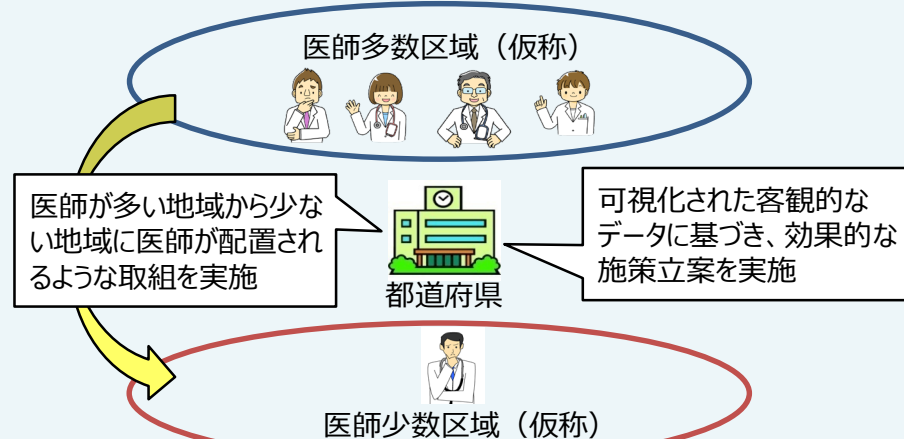 医師多数区域（仮称）
医師が多い地域から少な
い地域に医師が配置され
るような取組を実施
可視化された客観的な
データに基づき、効果的な
施策立案を実施
都道府県
医師少数区域（仮称）